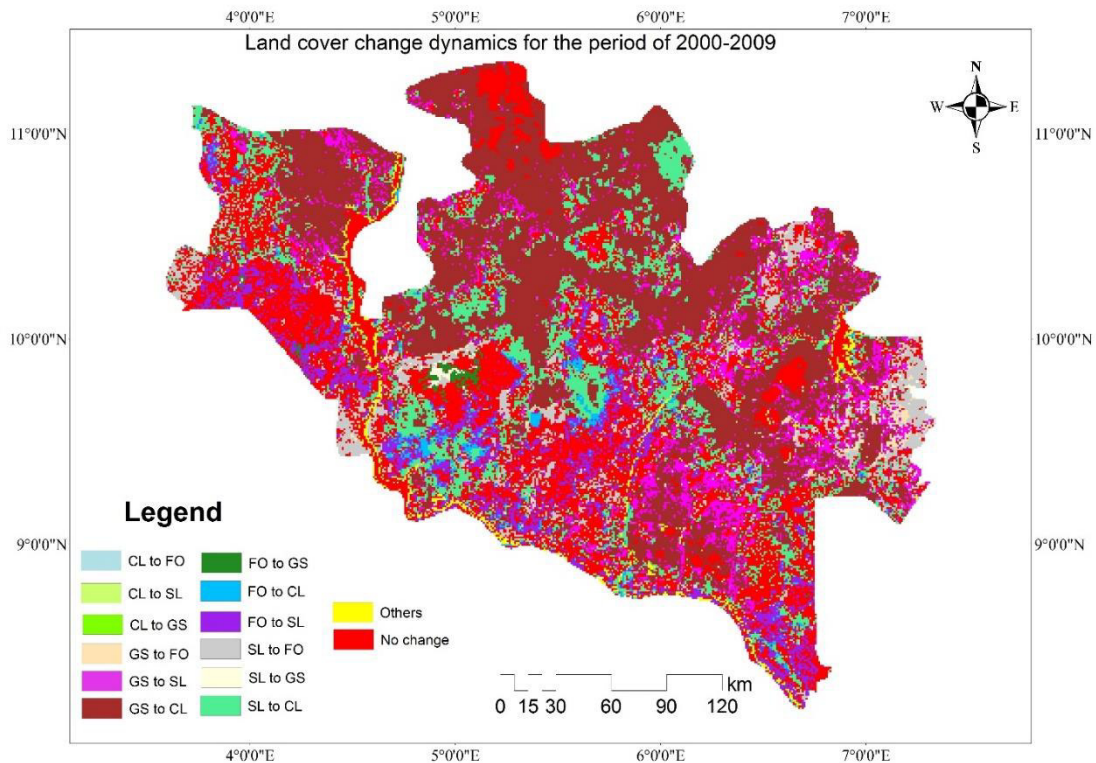 4°0'0"E 5°0'0"E 6°0'0"E 7°0'0"E
Land cover change dynamics for the period of 2000-2009
N
W E
S
11°0'0"N 11°0'0"N
10°0'0"N 10°0'0"N
9°0'0"N 9°0'0"N
Legend
CL to FO
CL to SL
CL to GS
GS to FO
GS to SL
GS to CL
FO to GS
FO to CL
FO to SL
SL to FO
SL to GS
SL to CL
Others
No change
km
0 15 30 60 90 120
4°0'0"E 5°0'0"E 6°0'0"E 7°0'0"E